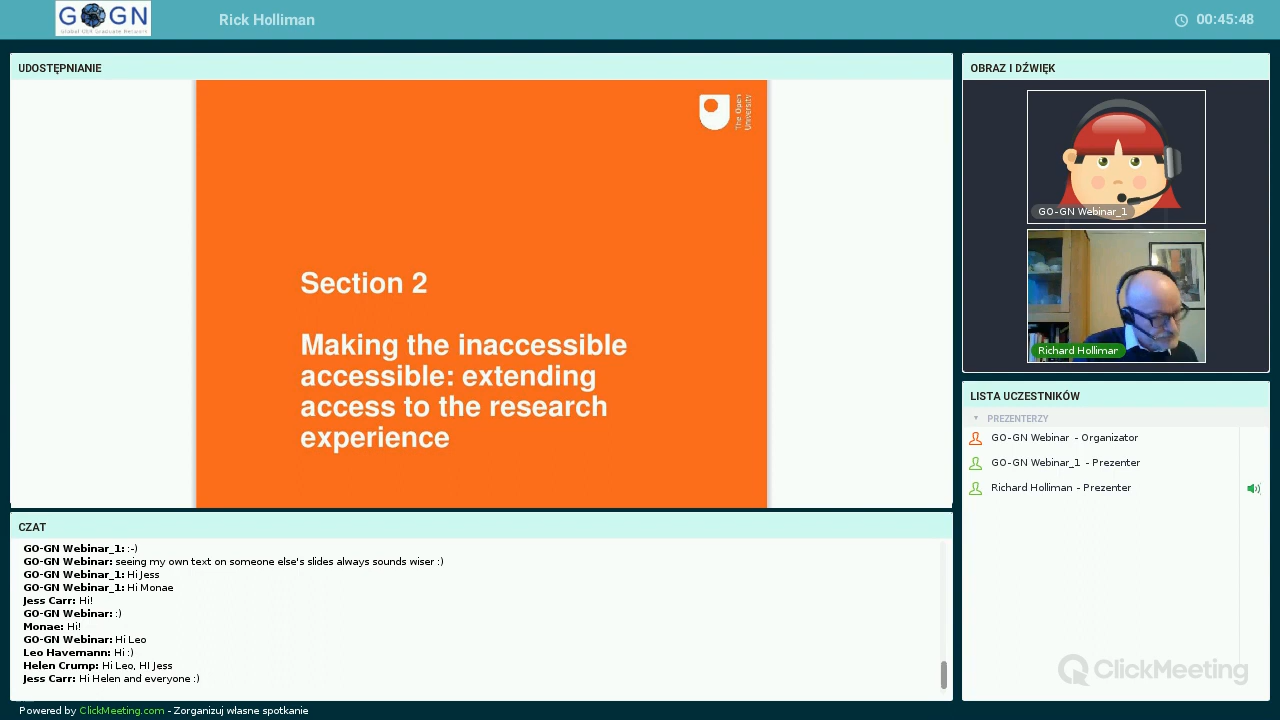 GO GN
Global OER Graduate Network
Rick Holliman
00:45:48
UDOSTĘPNIANIE
The Open
University
Section 2
Making the inaccessible
accessible: extending
access to the research
experience
OBRAZ I DŹWIĘK
GO-GN Webinar_1
Richard Holliman
LISTA UCZESTNIKÓW
PREZENTERZY
GO-GN Webinar - Organizator
GO-GN Webinar_1 - Prezenter
Richard Holliman - Prezenter
CZAT
GO-GN Webinar_1: :-)
GO-GN Webinar: seeing my own text on someone else's slides always sounds wiser :)
GO-GN Webinar_1: Hi Jess
GO-GN Webinar_1: Hi Monae
Jess Carr: Hi!
GO-GN Webinar: :)
Monae: Hi!
GO-GN Webinar: Hi Leo
Leo Havemann: Hi :)
Helen Crump: Hi Leo, HI Jess
Jess Carr: Hi Helen and everyone :)
ClickMeeting
Powered by ClickMeeting.com - Zorganizuj własne spotkanie